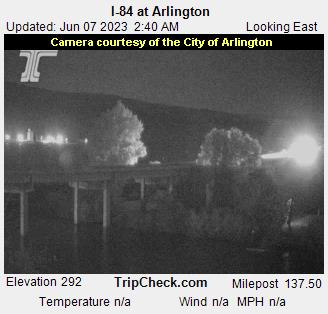 I-84 at Arlington
Updated: Jun 07 2023 2:40 AM Looking East
Camera courtesy of the City of Arlington
Elevation 292 TripCheck.com Milepost 137.50
Temperature n/a Wind n/a MPH n/a